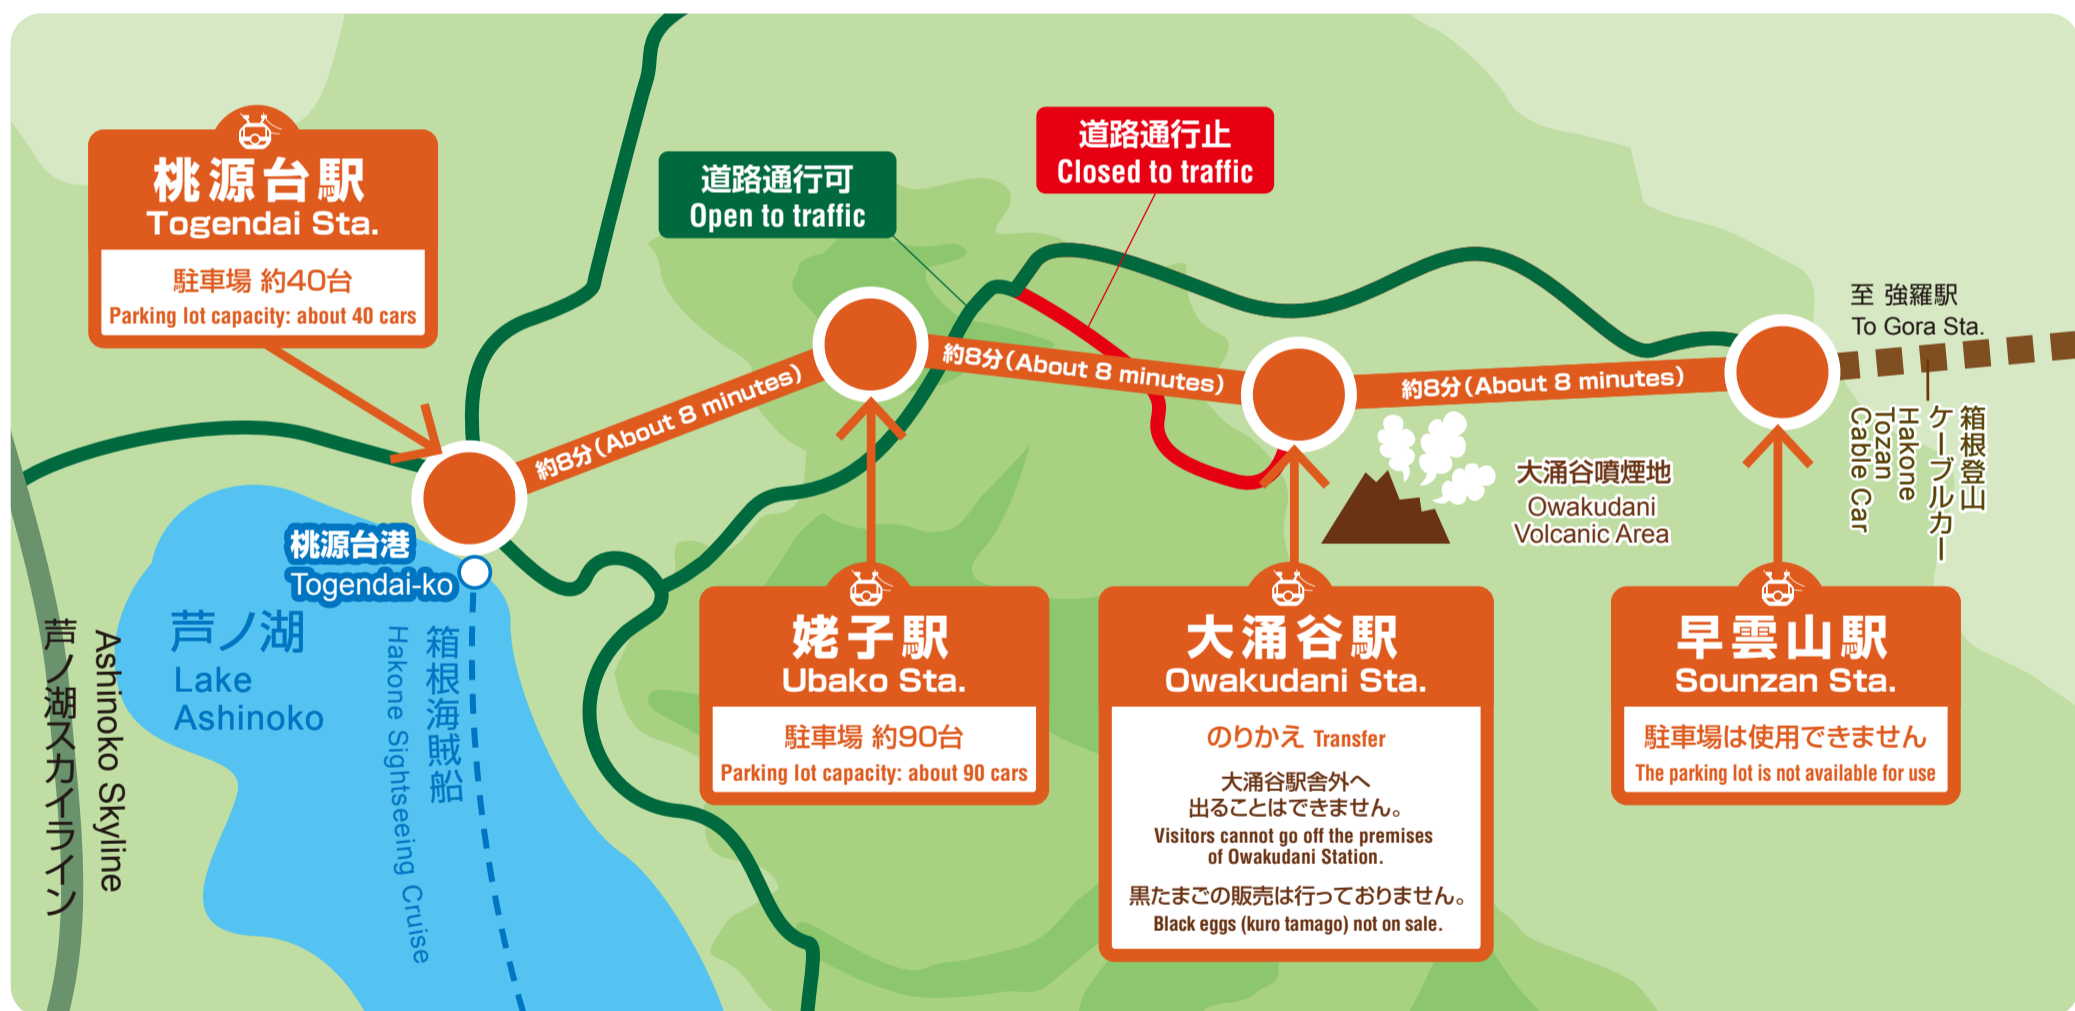 桃源台駅
Togendai Sta.
駐車場 約40台
Parking lot capacity: about 40 cars
道路通行可
Open to traffic
道路通行止
Closed to traffic
約8分(About 8 minutes)
約8分(About 8 minutes)
約8分(About 8 minutes)
至 強羅駅
To Gora Sta.
箱根登山
ケーブルカー
Hakone
Tozan
Cable Car
大涌谷噴煙地
Owakudani
Volcanic Area
桃源台港
Togendai-ko
芦ノ湖
Lake
Ashinoko
箱根海賊船
Hakone Sightseeing Cruise
芦ノ湖スカイライン
Ashinoko Skyline
姥子駅
Ubako Sta.
駐車場 約90台
Parking lot capacity: about 90 cars
大涌谷駅
Owakudani Sta.
のりかえ Transfer
大涌谷駅舎外へ
出ることはできません。
Visitors cannot go off the premises
of Owakudani Station.
黒たまごの販売は行っておりません。
Black eggs (kuro tamago) not on sale.
早雲山駅
Sounzan Sta.
駐車場は使用できません
The parking lot is not available for use